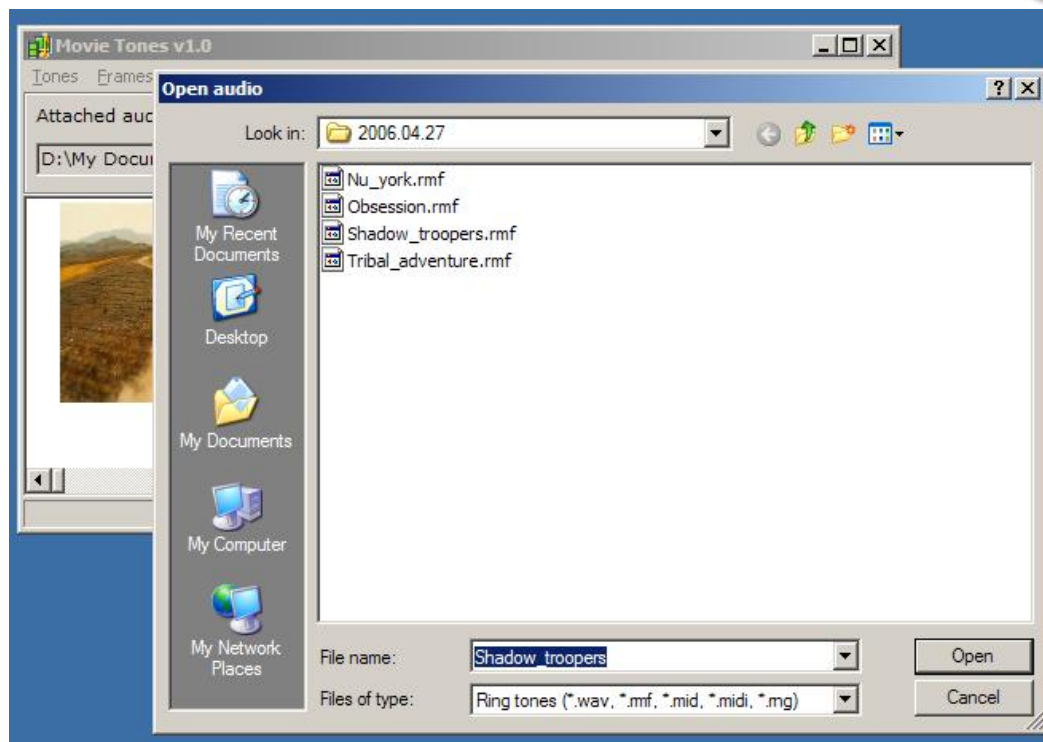 Movie Tones v1.0
Tones Frames
Attached aud
D:\My Docu
Open audio
Look in: 2006.04.27
Nu_york.rmf
Obsession.rmf
Shadow_troopers.rmf
Tribal_adventure.rmf
My Recent
Documents
Desktop
My Documents
My Computer
My Network
Places
File name: Shadow_troopers Open
Files of type: Ring tones (*.wav, *.rmf, *.mid, *.midi, *.rng) Cancel